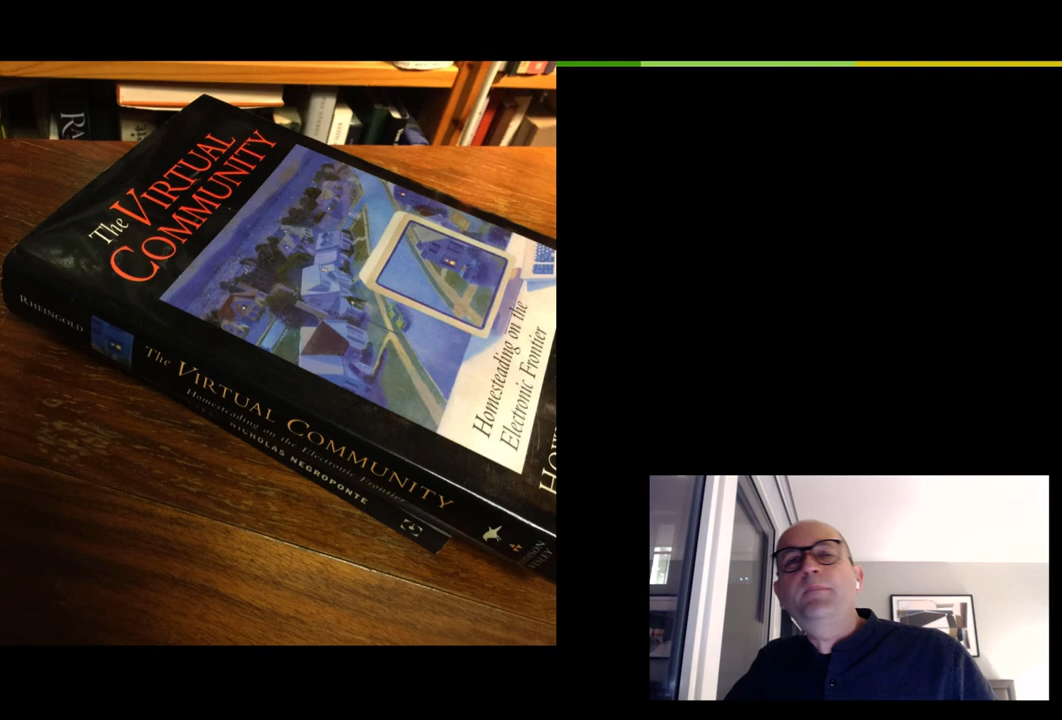 RA
The VIRTUAL
COMMUNITY
Homesteading on the
Electronic Frontier
RHEINGOLD
The VIRTUAL COMMUNITY
Homesteading on the Electronic Frontier
NICHOLAS NEGROPONTE